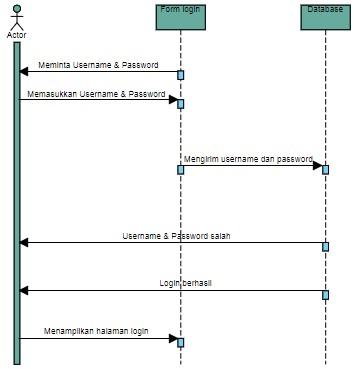 Form login
Database
Actor
Meminta Username & Password
Memasukkan Username & Password
Mengirim username dan password
Username & Password salah
Login berhasil
Menampilkan halaman login